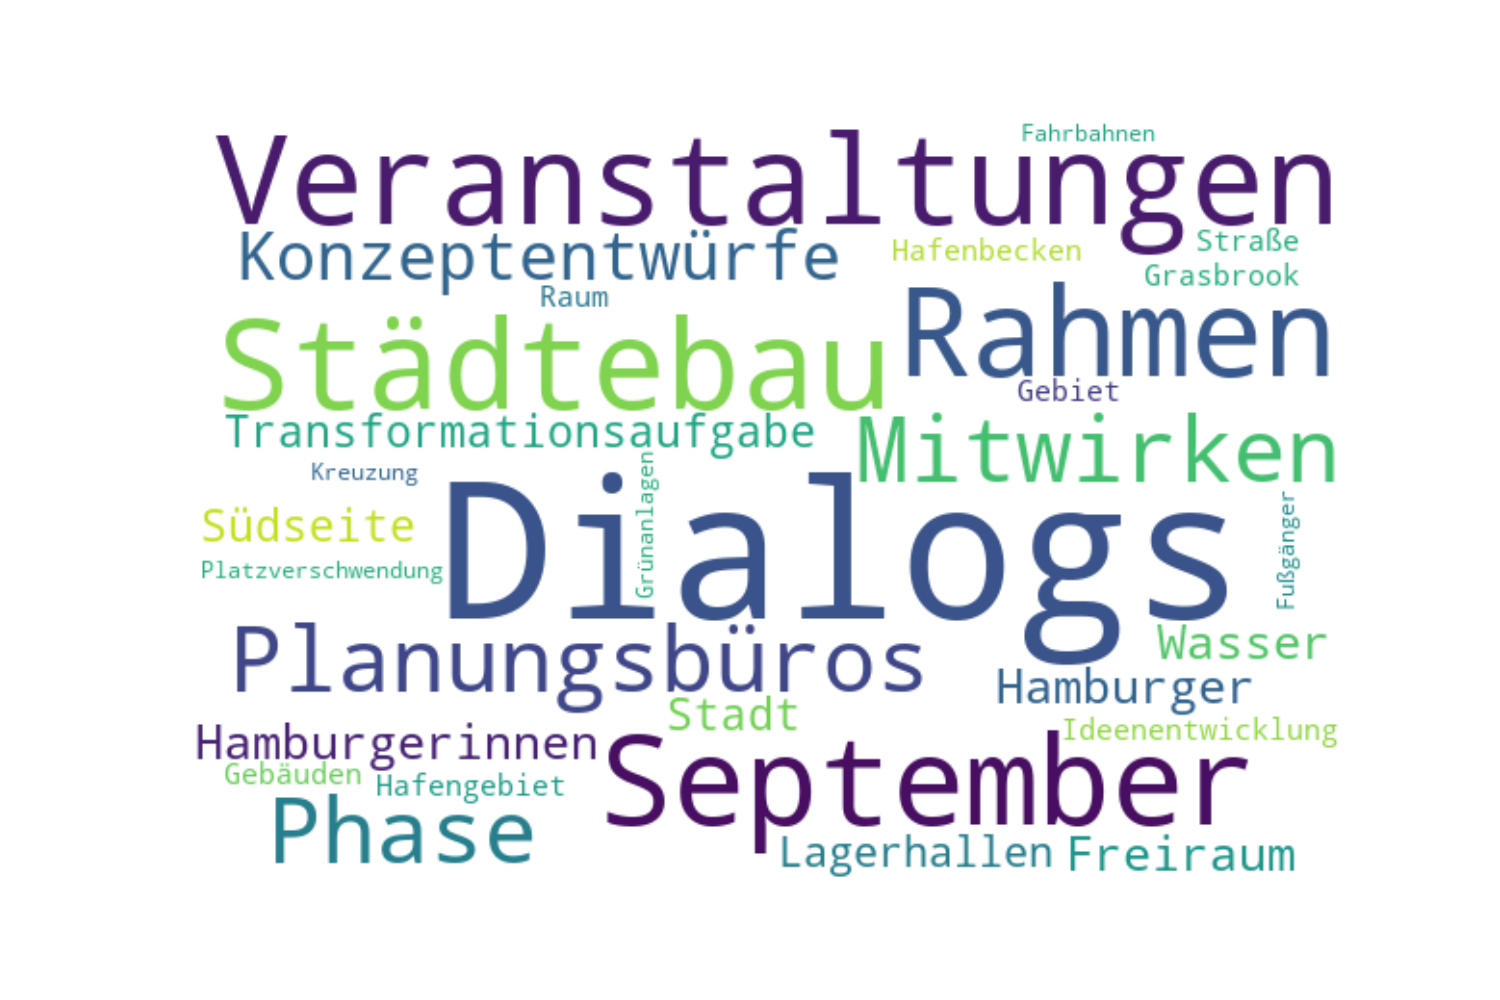 Fahrbahnen
Veranstaltungen
Konzeptentwürfe
Hafenbecken
Straße
Grasbrook
Raum
Städtebau
Rahmen
Gebiet
Transformationsaufgabe
Mitwirken
Kreuzung
Grünanlagen
Dialogs
Südseite
Fußgänger
Platzverschwendung
Planungsbüros
Wasser
Hamburger
Stadt
Hamburgerinnen
Ideenentwicklung
September
Gebäuden
Hafengebiet
Phase
Lagerhallen
Freiraum